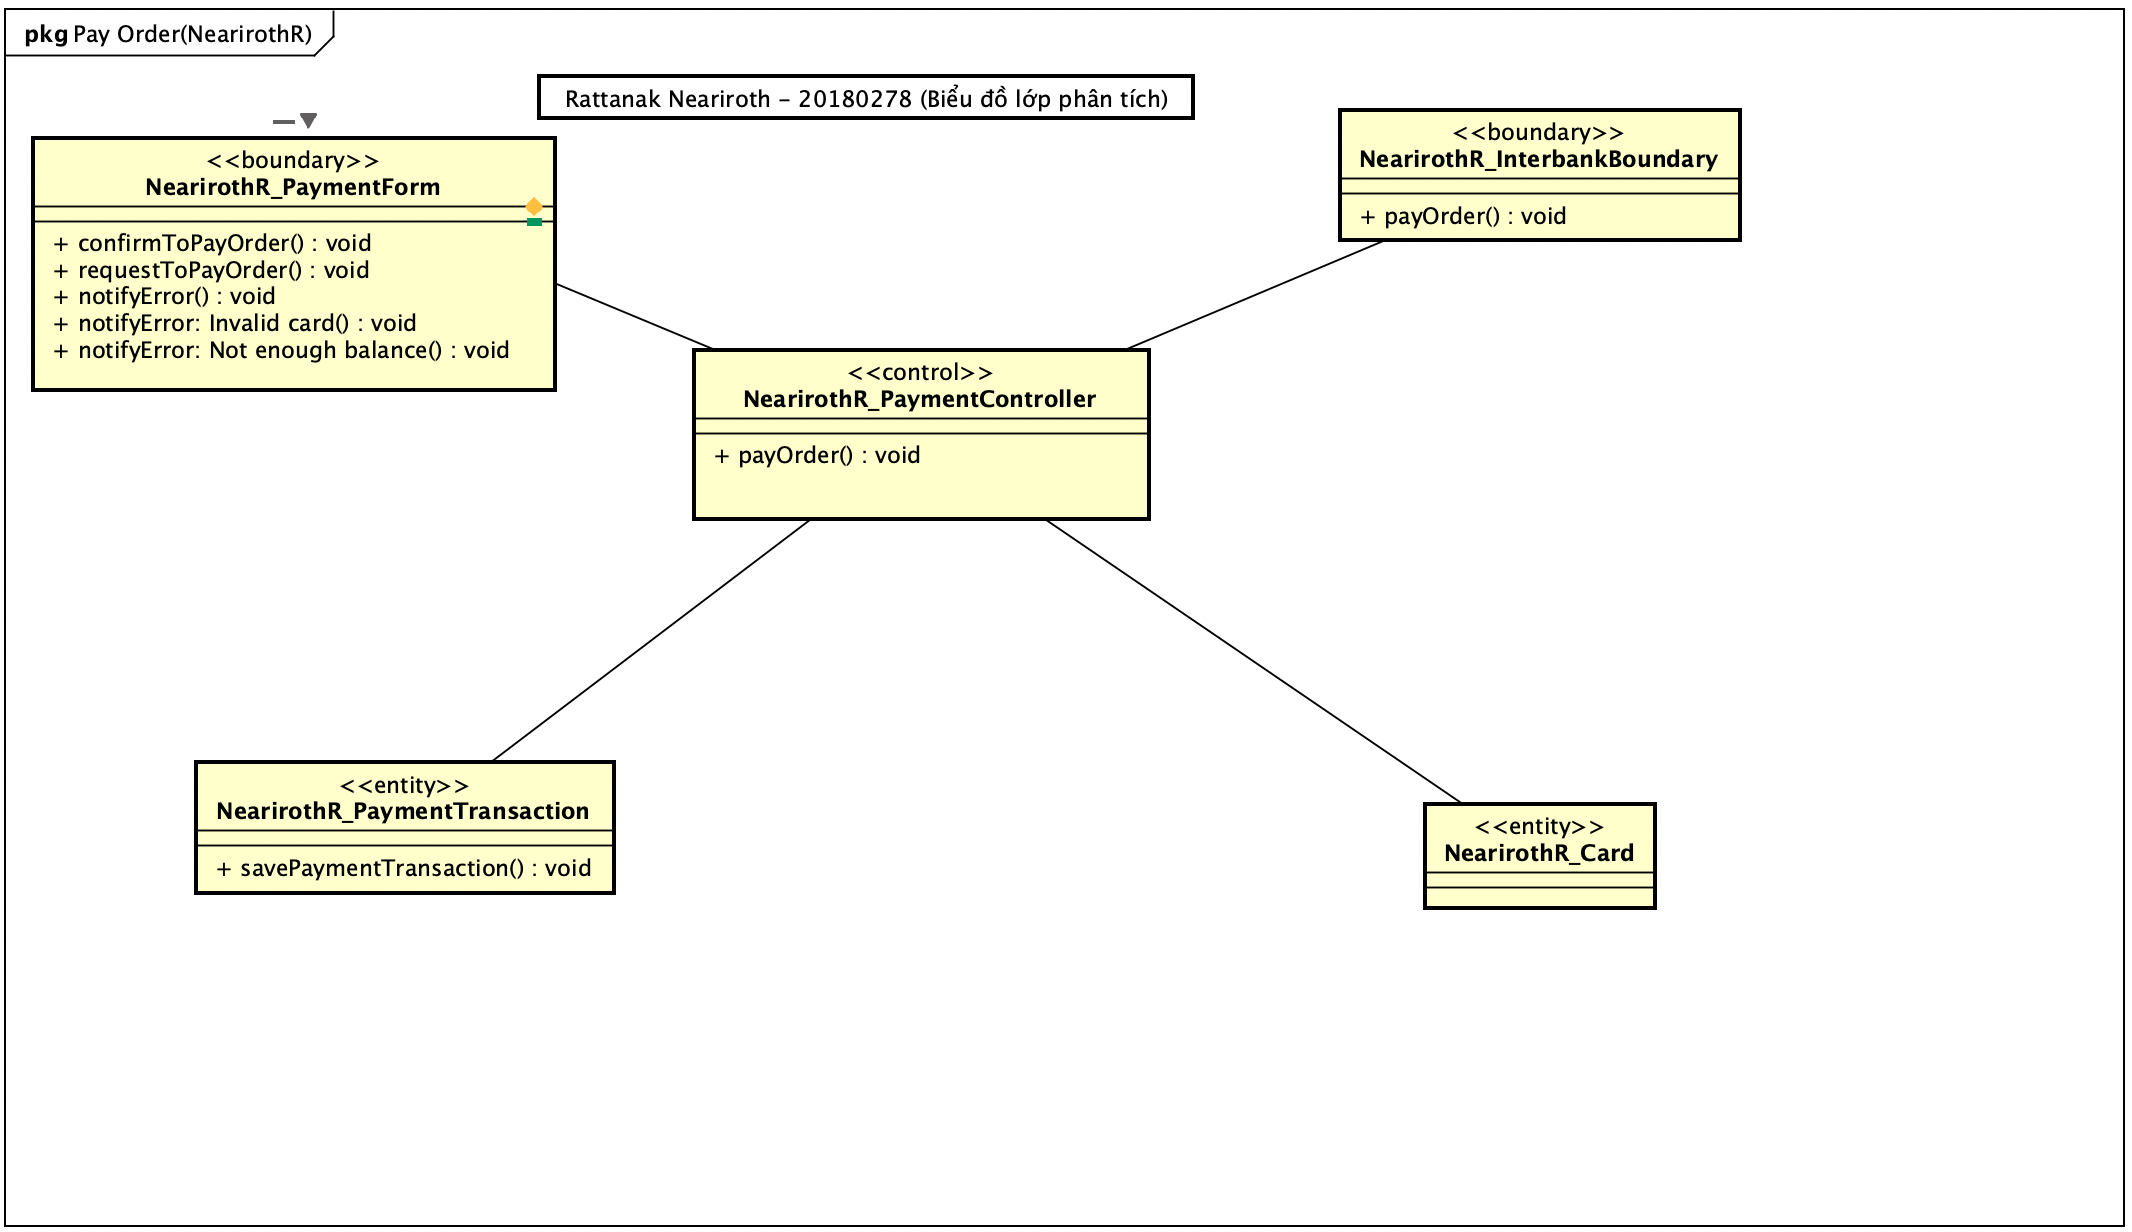 pkg Pay Order(NearirothR)
Rattanak Neariroth – 20180278 (Biểu đồ lớp phân tích)
<<boundary>>
NearirothR_PaymentForm
+ confirmToPayOrder() : void
+ requestToPayOrder() : void
+ notifyError() : void
+ notifyError: Invalid card() : void
+ notifyError: Not enough balance() : void
<<boundary>>
NearirothR_InterbankBoundary
+ payOrder() : void
<<control>>
NearirothR_PaymentController
+ payOrder() : void
<<entity>>
NearirothR_PaymentTransaction
+ savePaymentTransaction() : void
<<entity>>
NearirothR_Card